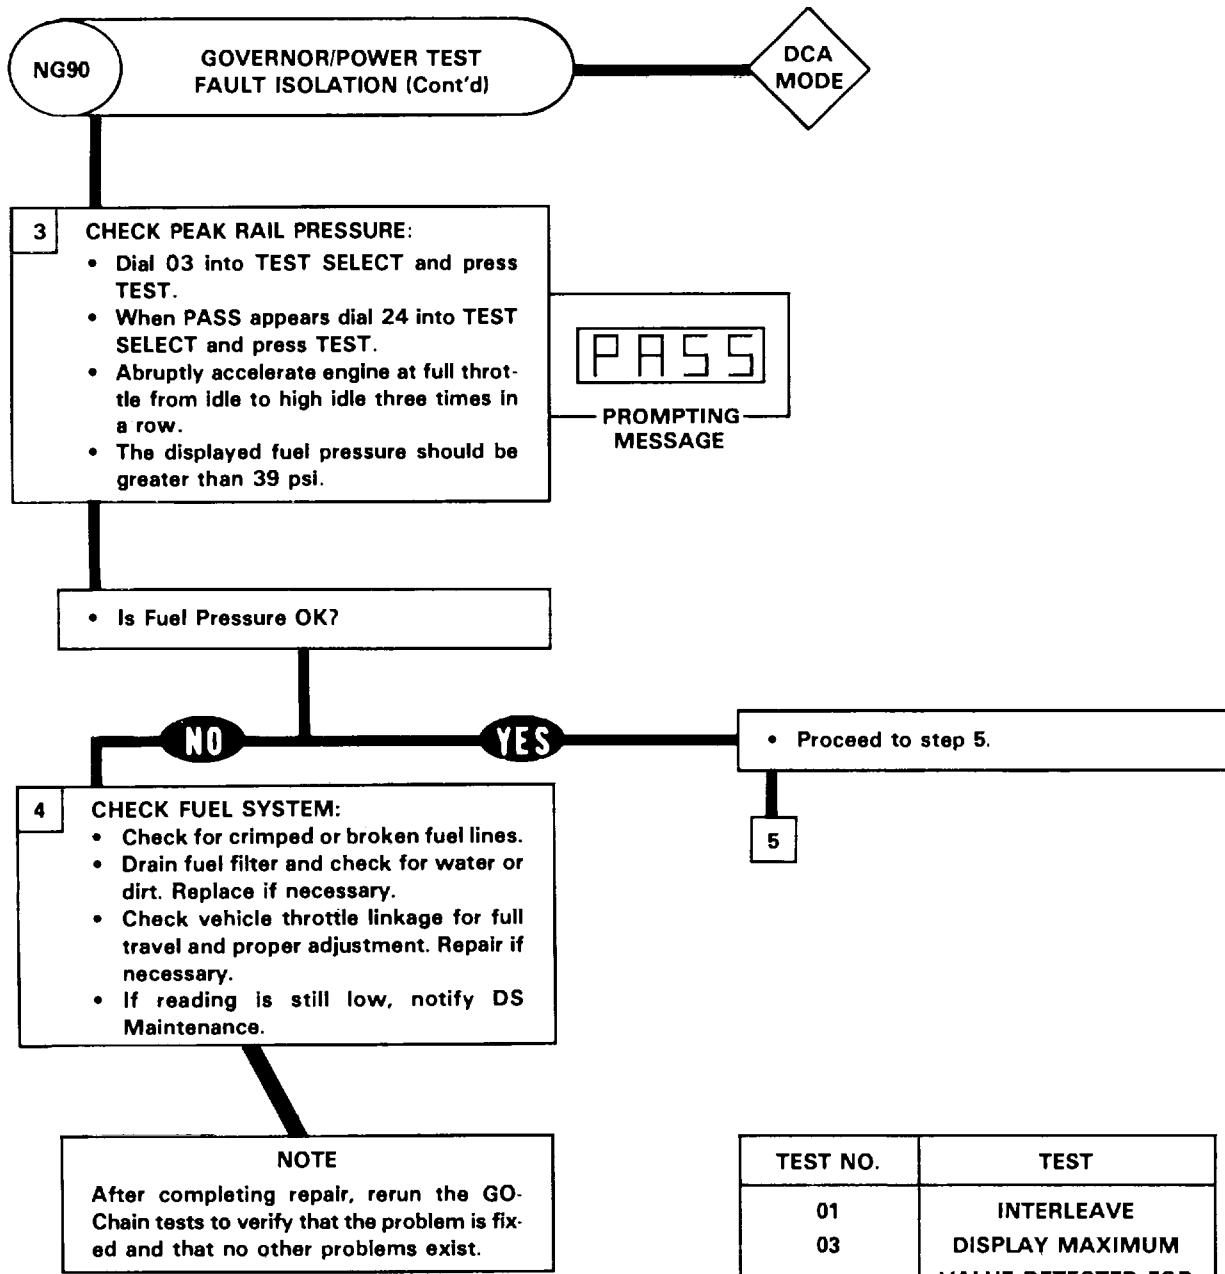 NG90
GOVERNOR/POWER TEST
FAULT ISOLATION (Cont'd)
DCA
MODE
3
CHECK PEAK RAIL PRESSURE:
• Dial 03 into TEST SELECT and press
TEST.
• When PASS appears dial 24 into TEST
SELECT and press TEST.
• Abruptly accelerate engine at full throt-
tle from idle to high idle three times in
a row.
• The displayed fuel pressure should be
greater than 39 psi.
PASS
PROMPTING
MESSAGE
• Is Fuel Pressure OK?
NO
YES
• Proceed to step 5.
5
4
CHECK FUEL SYSTEM:
• Check for crimped or broken fuel lines.
• Drain fuel filter and check for water or
dirt. Replace if necessary.
• Check vehicle throttle linkage for full
travel and proper adjustment. Repair if
necessary.
• If reading is still low, notify DS
Maintenance.
NOTE
After completing repair, rerun the GO-
Chain tests to verify that the problem is fix-
ed and that no other problems exist.
TEST NO.
TEST
01
INTERLEAVE
03
DISPLAY MAXIMUM
VALUE DETECTED FOR